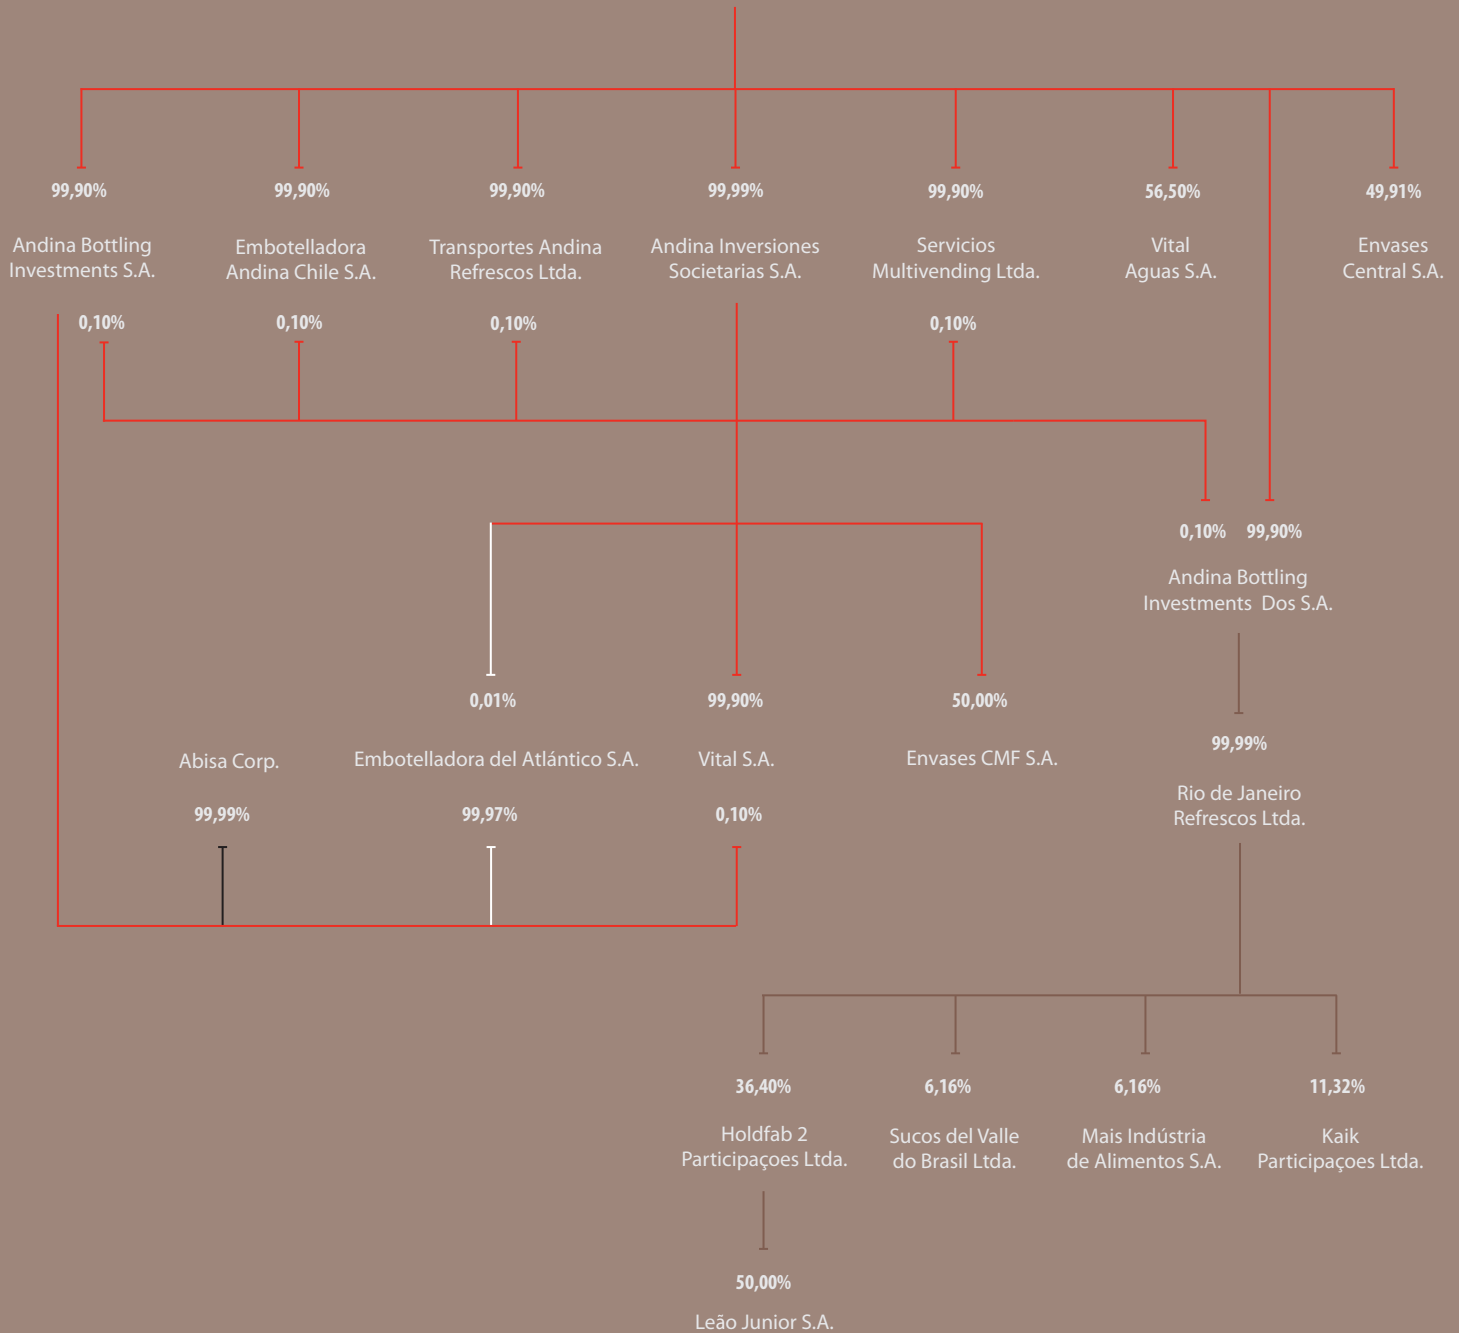 99,90%
99,90%
99,90%
99,99%
99,90%
56,50%
49,91%
Andina Bottling
Investments S.A.
Embotelladora
Andina Chile S.A.
Transportes Andina
Refrescos Ltda.
Andina Inversiones
Societarias S.A.
Servicios
Multivending Ltda.
Vital
Aguas S.A.
Envases
Central S.A.
0,10%
0,10%
0,10%
0,10%
0,10%
99,90%
Andina Bottling
Investments Dos S.A.
0,01%
99,90%
50,00%
Abisa Corp.
Embotelladora del Atlántico S.A.
Vital S.A.
Envases CMF S.A.
99,99%
99,97%
0,10%
99,99%
Rio de Janeiro
Refrescos Ltda.
36,40%
6,16%
6,16%
11,32%
Holdfab 2
Participaçoes Ltda.
Sucos del Valle
do Brasil Ltda.
Mais Indústria
de Alimentos S.A.
Kaik
Participaçoes Ltda.
50,00%
Leão Junior S.A.